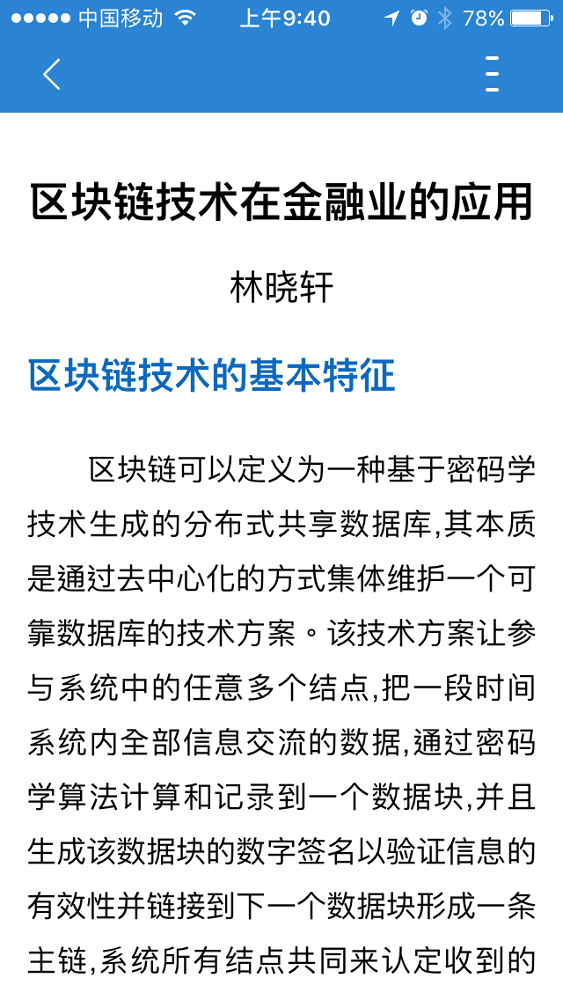 中国移动 上午9:40 78%
区块链技术在金融业的应用
林晓轩
区块链技术的基本特征
区块链可以定义为一种基于密码学
技术生成的分布式共享数据库,其本质
是通过去中心化的方式集体维护一个可
靠数据库的技术方案。该技术方案让参
与系统中的任意多个结点,把一段时间
系统内全部信息交流的数据,通过密码
学算法计算和记录到一个数据块,并且
生成该数据块的数字签名以验证信息的
有效性并链接到下一个数据块形成一条
主链,系统所有结点共同来认定收到的